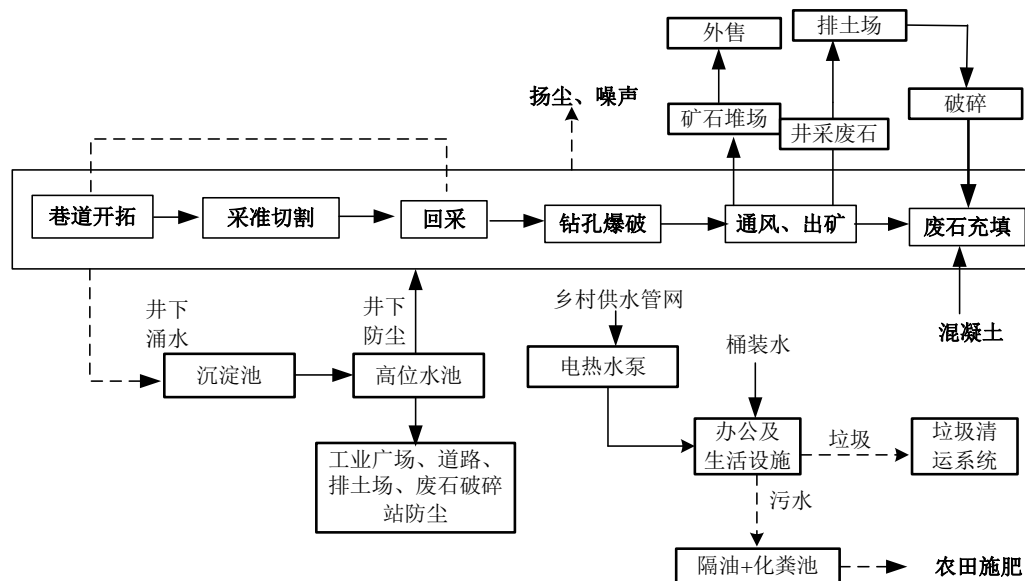 外售
排土场
扬尘、噪声
矿石堆场
井采废石
破碎
巷道开拓
采准切割
回采
钻孔爆破
通风、出矿
废石充填
井下
涌水
井下
防尘
乡村供水管网
混凝土
沉淀池
高位水池
电热水泵
桶装水
办公及
生活设施
垃圾
垃圾清
运系统
工业广场、道路、
排土场、废石破碎
站防尘
污水
隔油+化粪池
农田施肥